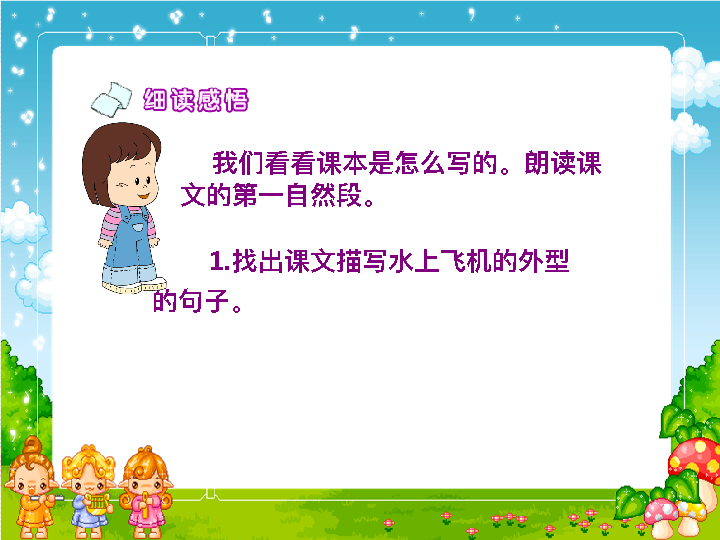 细读感悟
我们看看课本是怎么写的。朗读课
文的第一自然段。
1.找出课文描写水上飞机的外型
的句子。